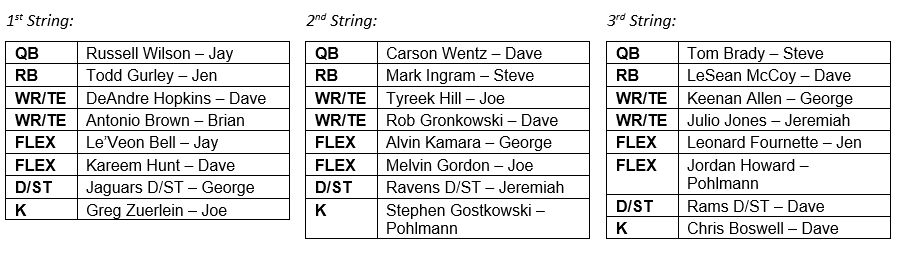 1st String:
QB Russell Wilson – Jay
RB Todd Gurley – Jen
WR/TE DeAndre Hopkins – Dave
WR/TE Antonio Brown – Brian
FLEX Le’Veon Bell – Jay
FLEX Kareem Hunt – Dave
D/ST Jaguars D/ST – George
K Greg Zuerlein – Joe
2nd String:
QB Carson Wentz – Dave
RB Mark Ingram – Steve
WR/TE Tyreek Hill – Joe
WR/TE Rob Gronkowski – Dave
FLEX Alvin Kamara – George
FLEX Melvin Gordon – Joe
D/ST Ravens D/ST – Jeremiah
K Stephen Gostkowski –
Pohlmann
3rd String:
QB Tom Brady – Steve
RB LeSean McCoy – Dave
WR/TE Keenan Allen – George
WR/TE Julio Jones – Jeremiah
FLEX Leonard Fournette – Jen
FLEX Jordan Howard –
Pohlmann
D/ST Rams D/ST – Dave
K Chris Boswell – Dave